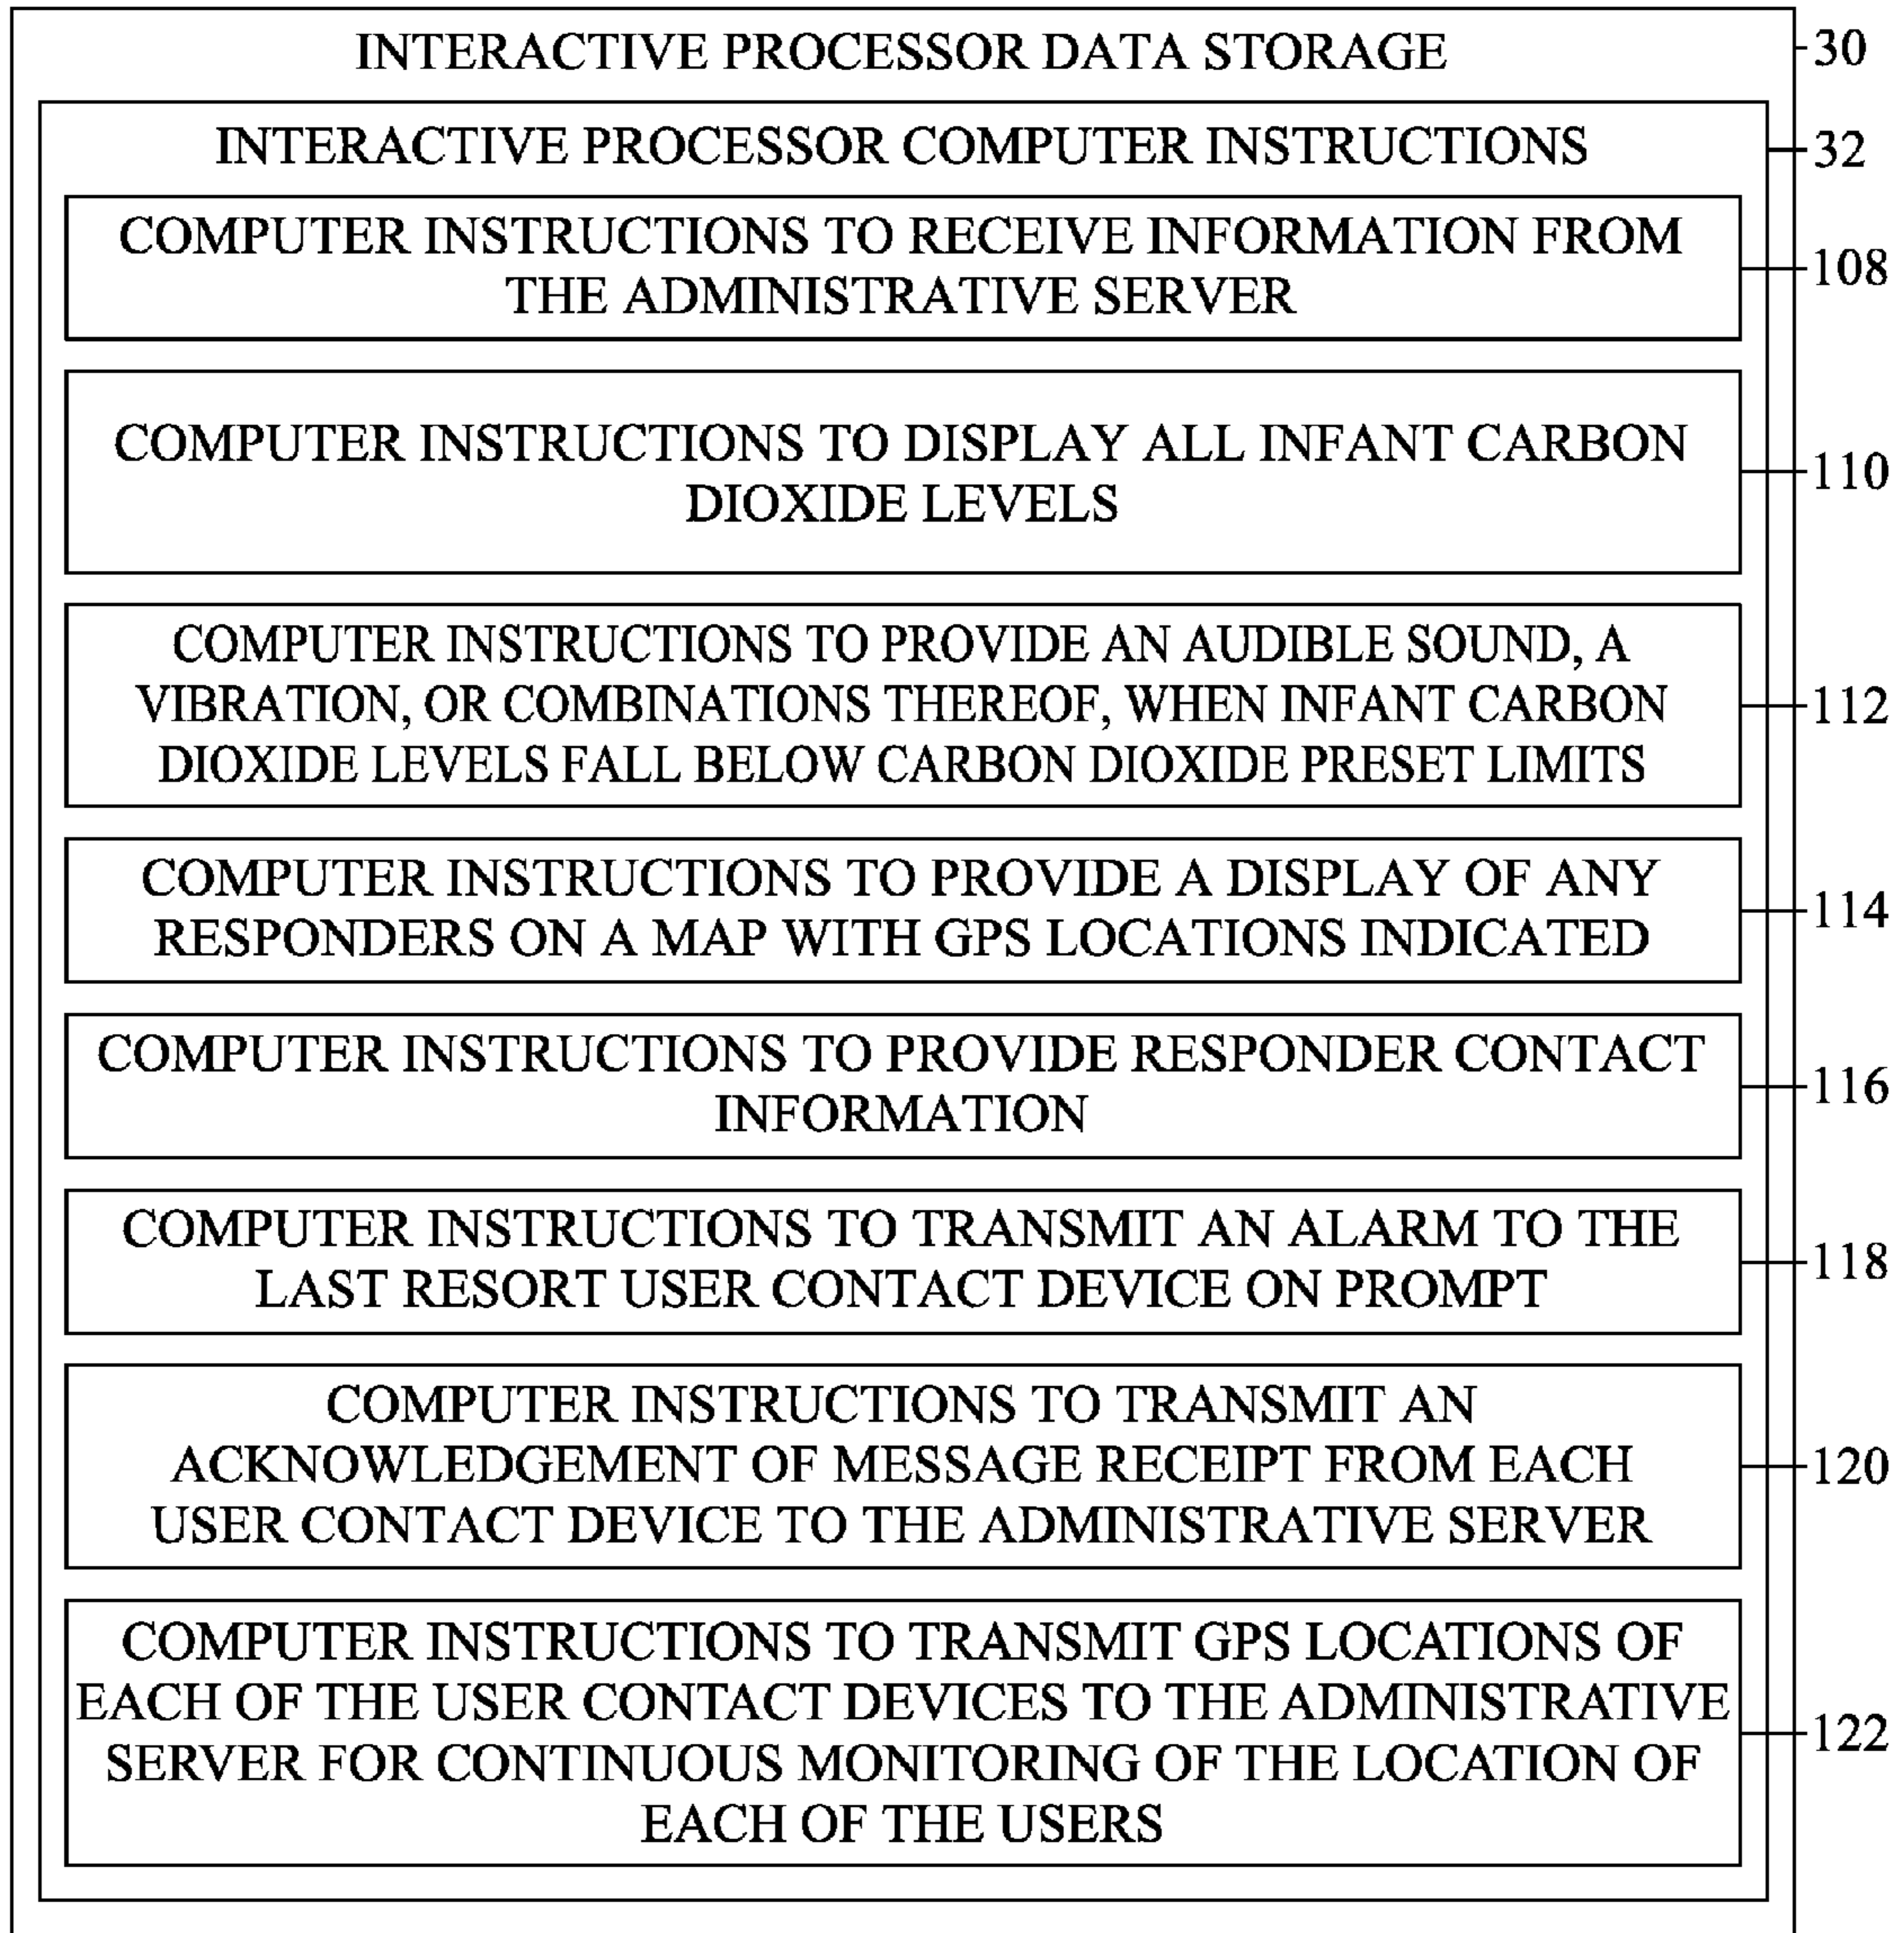 INTERACTIVE PROCESSOR DATA STORAGE
30
INTERACTIVE PROCESSOR COMPUTER INSTRUCTIONS
32
COMPUTER INSTRUCTIONS TO RECEIVE INFORMATION FROM
THE ADMINISTRATIVE SERVER
108
COMPUTER INSTRUCTIONS TO DISPLAY ALL INFANT CARBON
DIOXIDE LEVELS
110
COMPUTER INSTRUCTIONS TO PROVIDE AN AUDIBLE SOUND, A
VIBRATION, OR COMBINATIONS THEREOF, WHEN INFANT CARBON
DIOXIDE LEVELS FALL BELOW CARBON DIOXIDE PRESET LIMITS
112
COMPUTER INSTRUCTIONS TO PROVIDE A DISPLAY OF ANY
RESPONDERS ON A MAP WITH GPS LOCATIONS INDICATED
114
COMPUTER INSTRUCTIONS TO PROVIDE RESPONDER CONTACT
INFORMATION
116
COMPUTER INSTRUCTIONS TO TRANSMIT AN ALARM TO THE
LAST RESORT USER CONTACT DEVICE ON PROMPT
118
COMPUTER INSTRUCTIONS TO TRANSMIT AN
ACKNOWLEDGEMENT OF MESSAGE RECEIPT FROM EACH
USER CONTACT DEVICE TO THE ADMINISTRATIVE SERVER
120
COMPUTER INSTRUCTIONS TO TRANSMIT GPS LOCATIONS OF
EACH OF THE USER CONTACT DEVICES TO THE ADMINISTRATIVE
SERVER FOR CONTINUOUS MONITORING OF THE LOCATION OF
EACH OF THE USERS
122